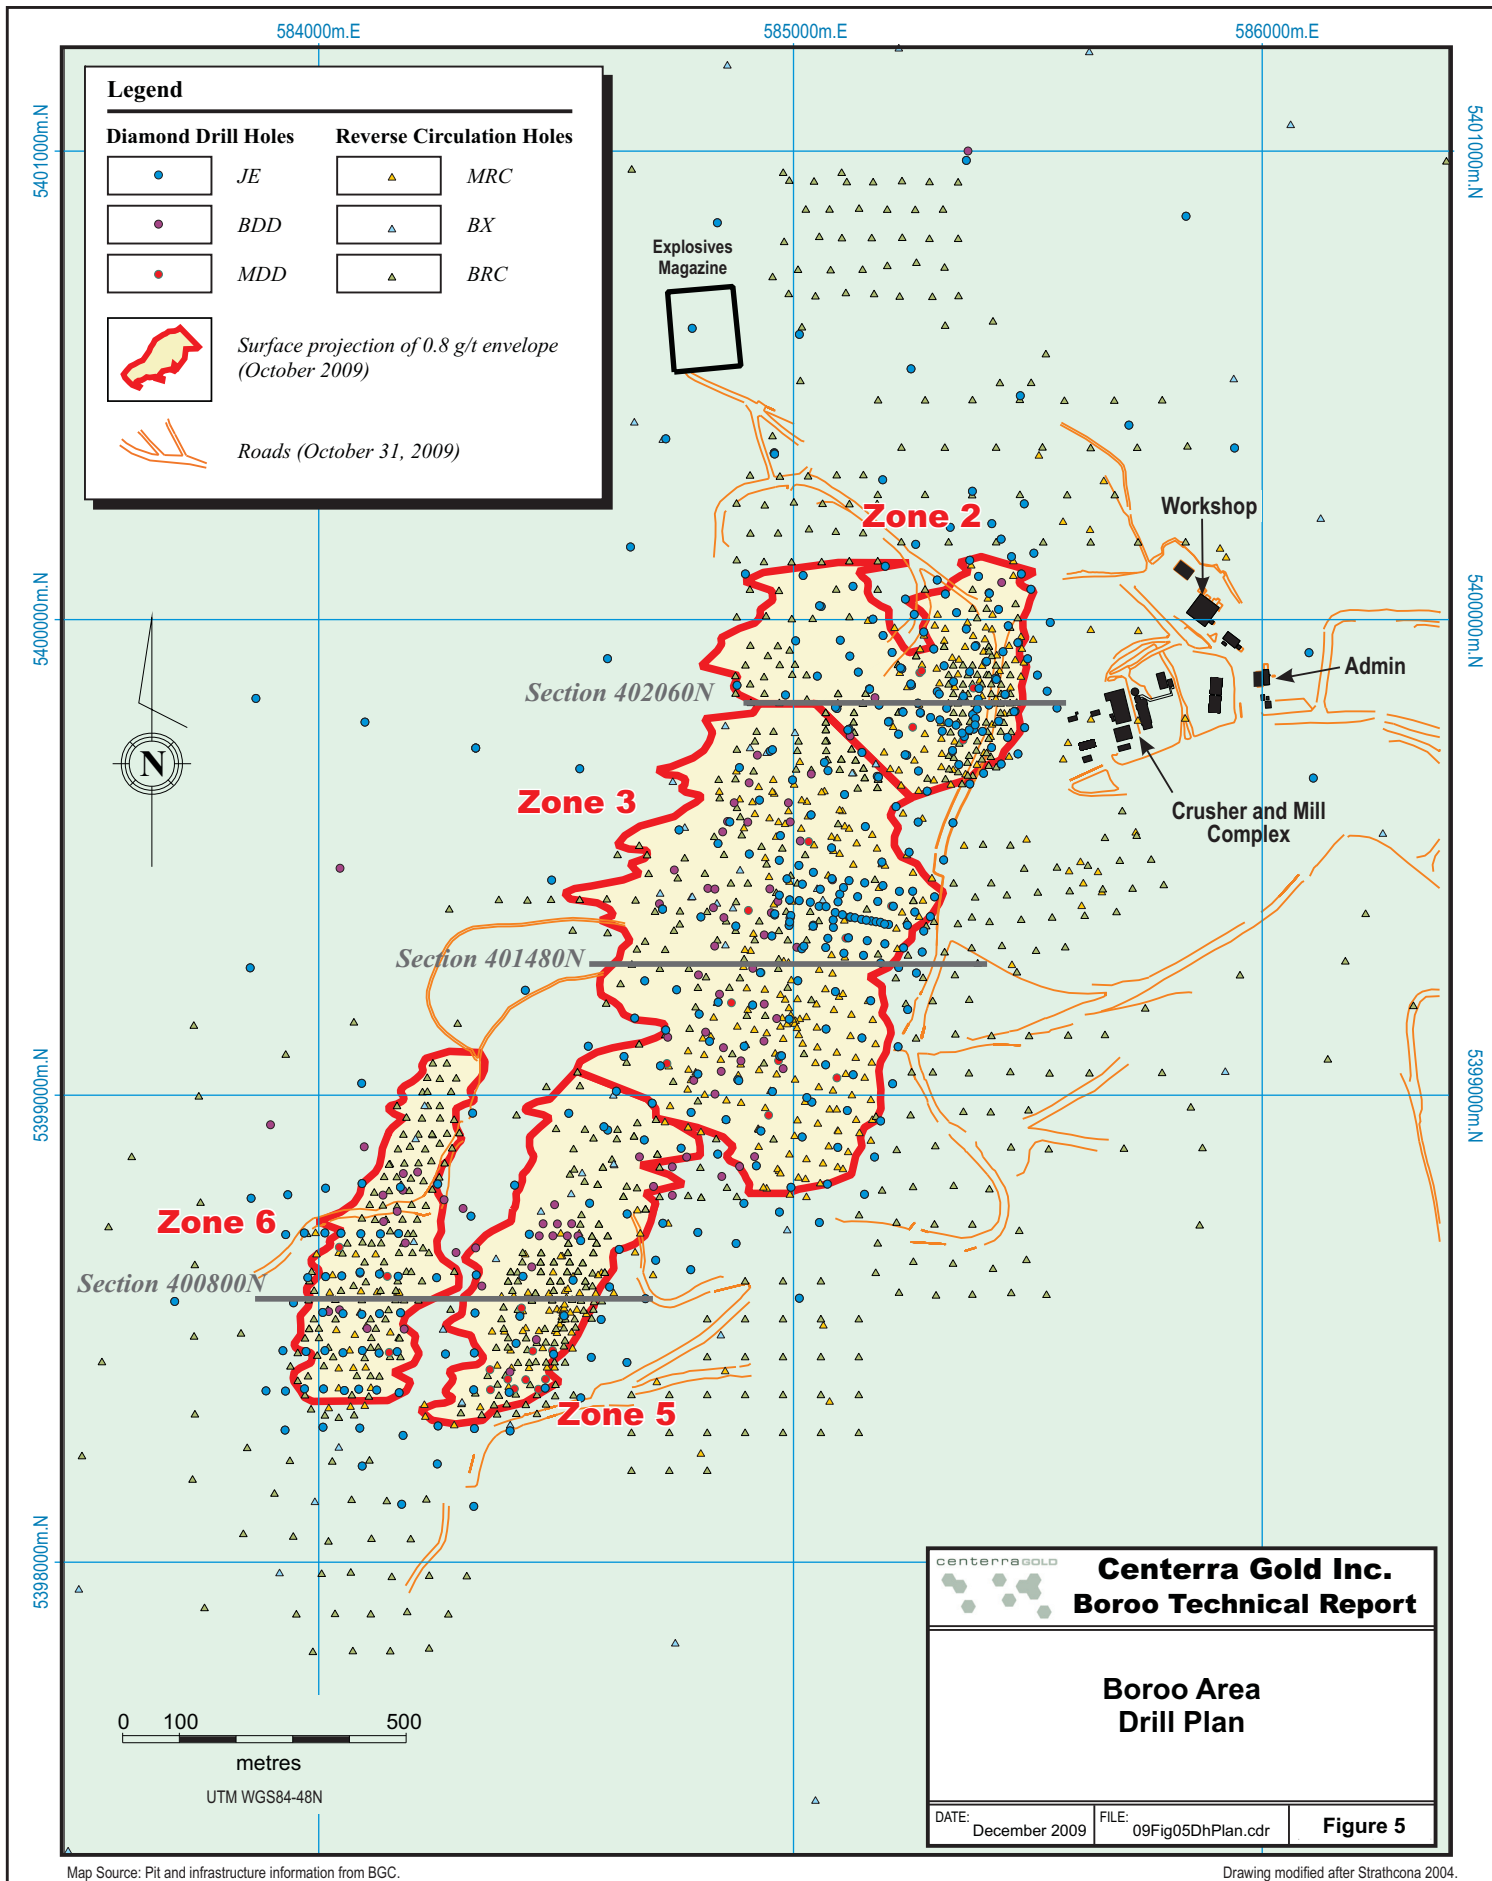 584000m.E
585000m.E
586000m.E
5401000m.N
5401000m.N
Legend
Diamond Drill Holes
Reverse Circulation Holes
JE
MRC
BDD
BX
MDD
BRC
Surface projection of 0.8 g/t envelope
(October 2009)
Roads (October 31, 2009)
Explosives
Magazine
Zone 2
Workshop
5400000m.N
5400000m.N
Admin
Section 402060N
N
Zone 3
Crusher and Mill
Complex
Section 401480N
5399000m.N
5399000m.N
Zone 6
Section 400800N
Zone 5
5398000m.N
centerraGOLD
Centerra Gold Inc.
Boroo Technical Report
Boroo Area
Drill Plan
0 100 500
metres
UTM WGS84-48N
DATE:
December 2009
FILE:
09Fig05DhPlan.cdr
Figure 5
Map Source: Pit and infrastructure information from BGC.
Drawing modified after Strathcona 2004.